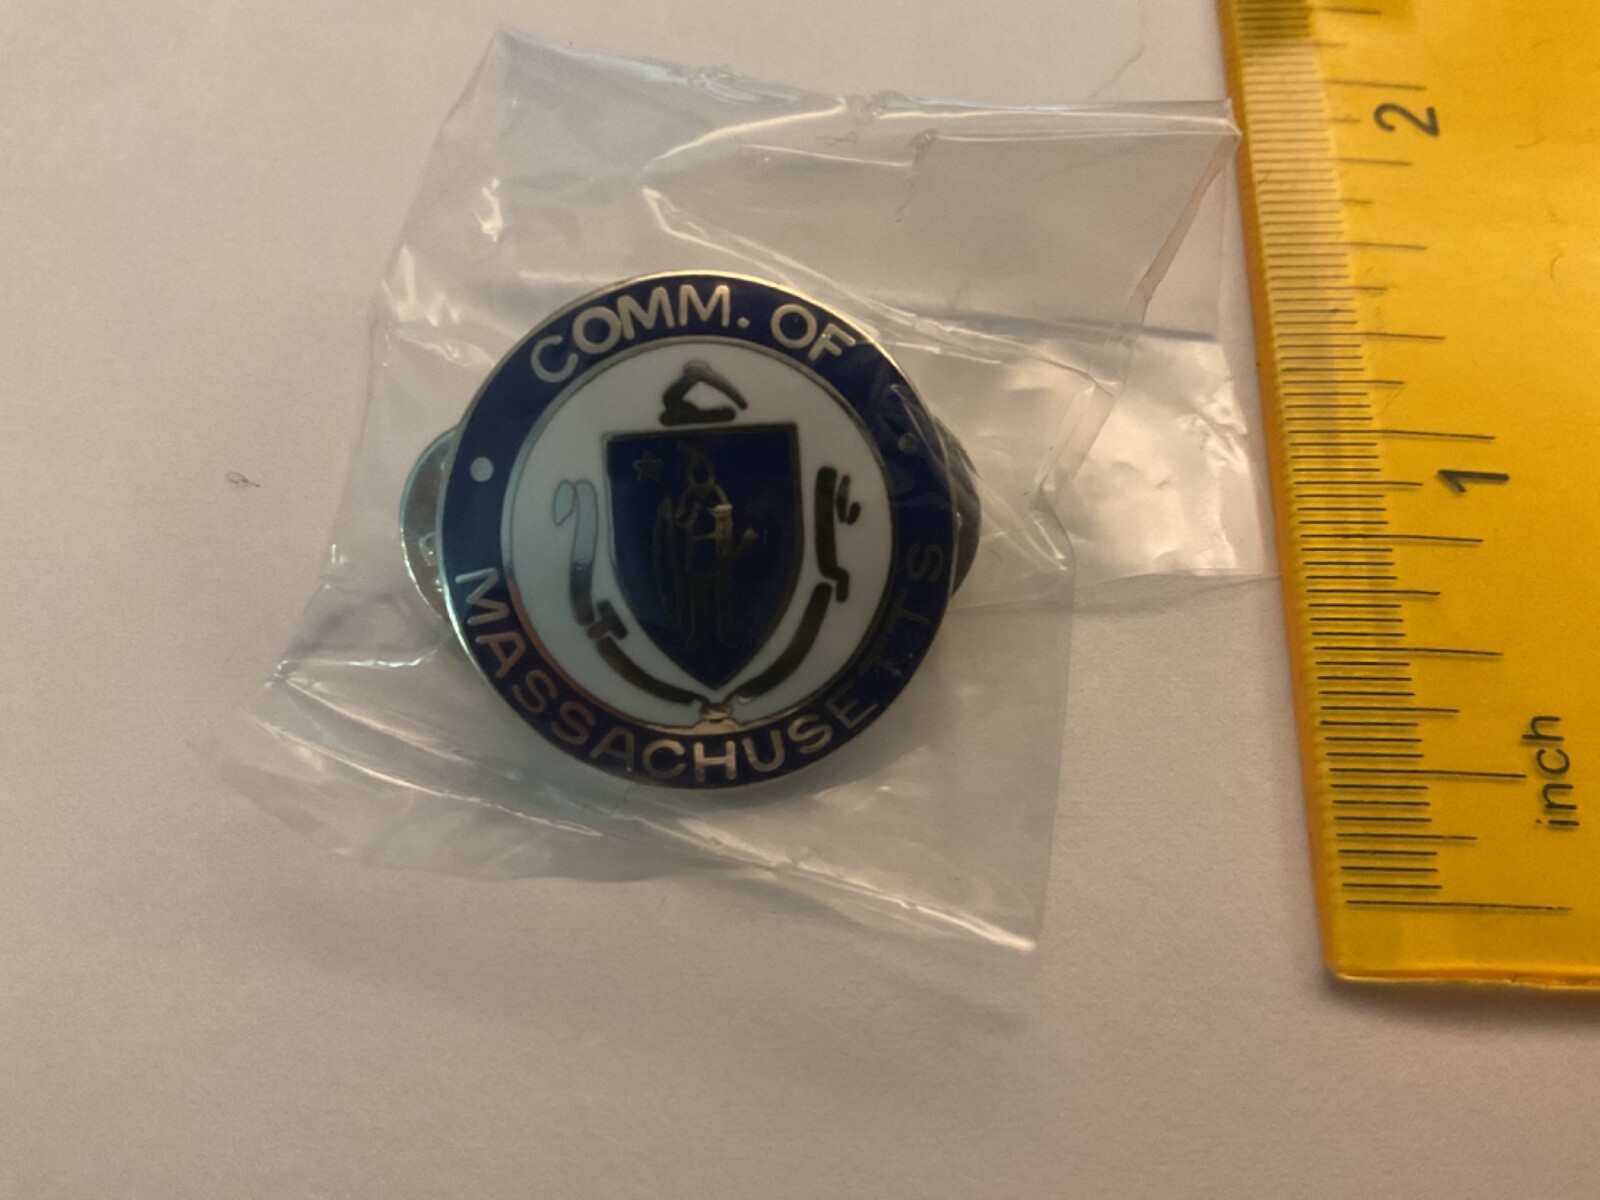 COMM. OF
MASSACHUSETTS
2
1
inch